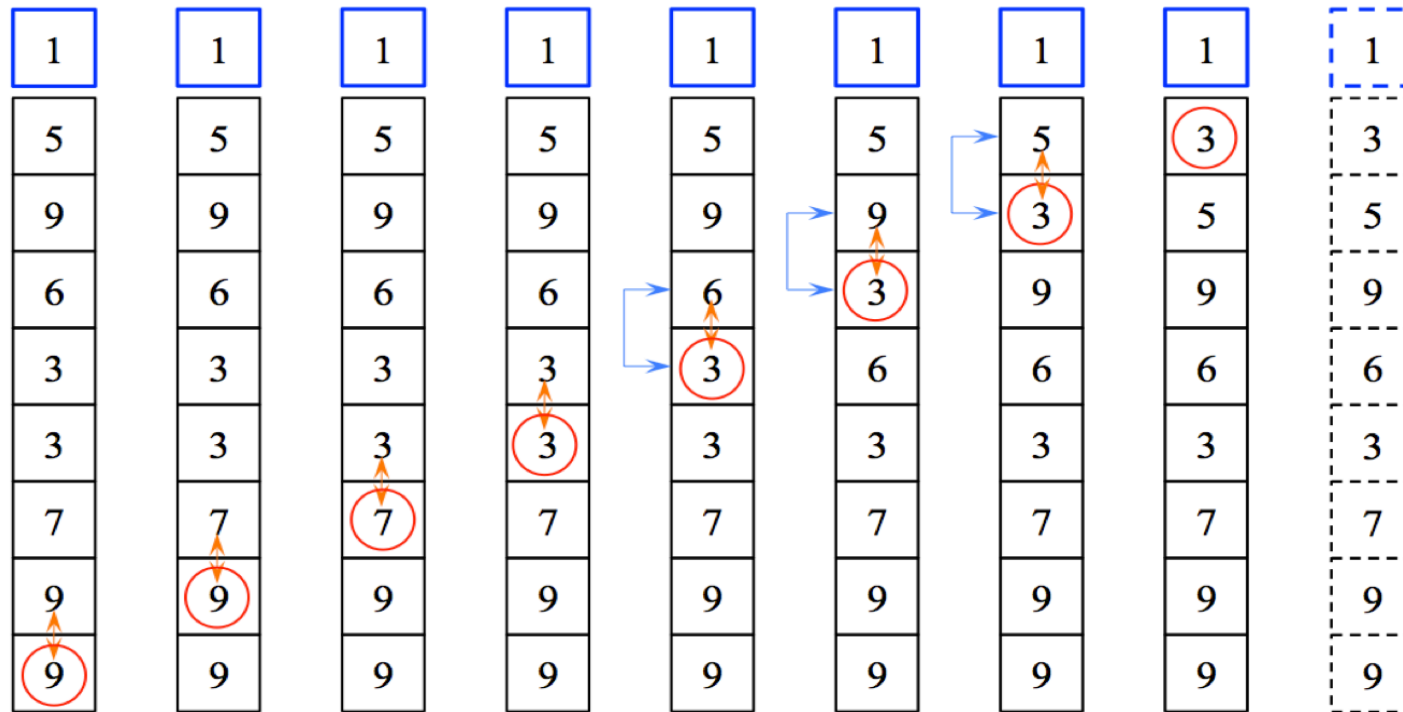 1 1 1 1 1 1 1 1 1
5 5 5 5 5 5 5 3 3
9 9 9 9 9 9 3 5 5
6 6 6 6 6 3 9 9 9
3 3 3 3 3 6 6 6 6
3 3 3 3 3 3 3 3 3
7 7 7 7 7 7 7 7 7
9 9 9 9 9 9 9 9 9
9 9 9 9 9 9 9 9 9